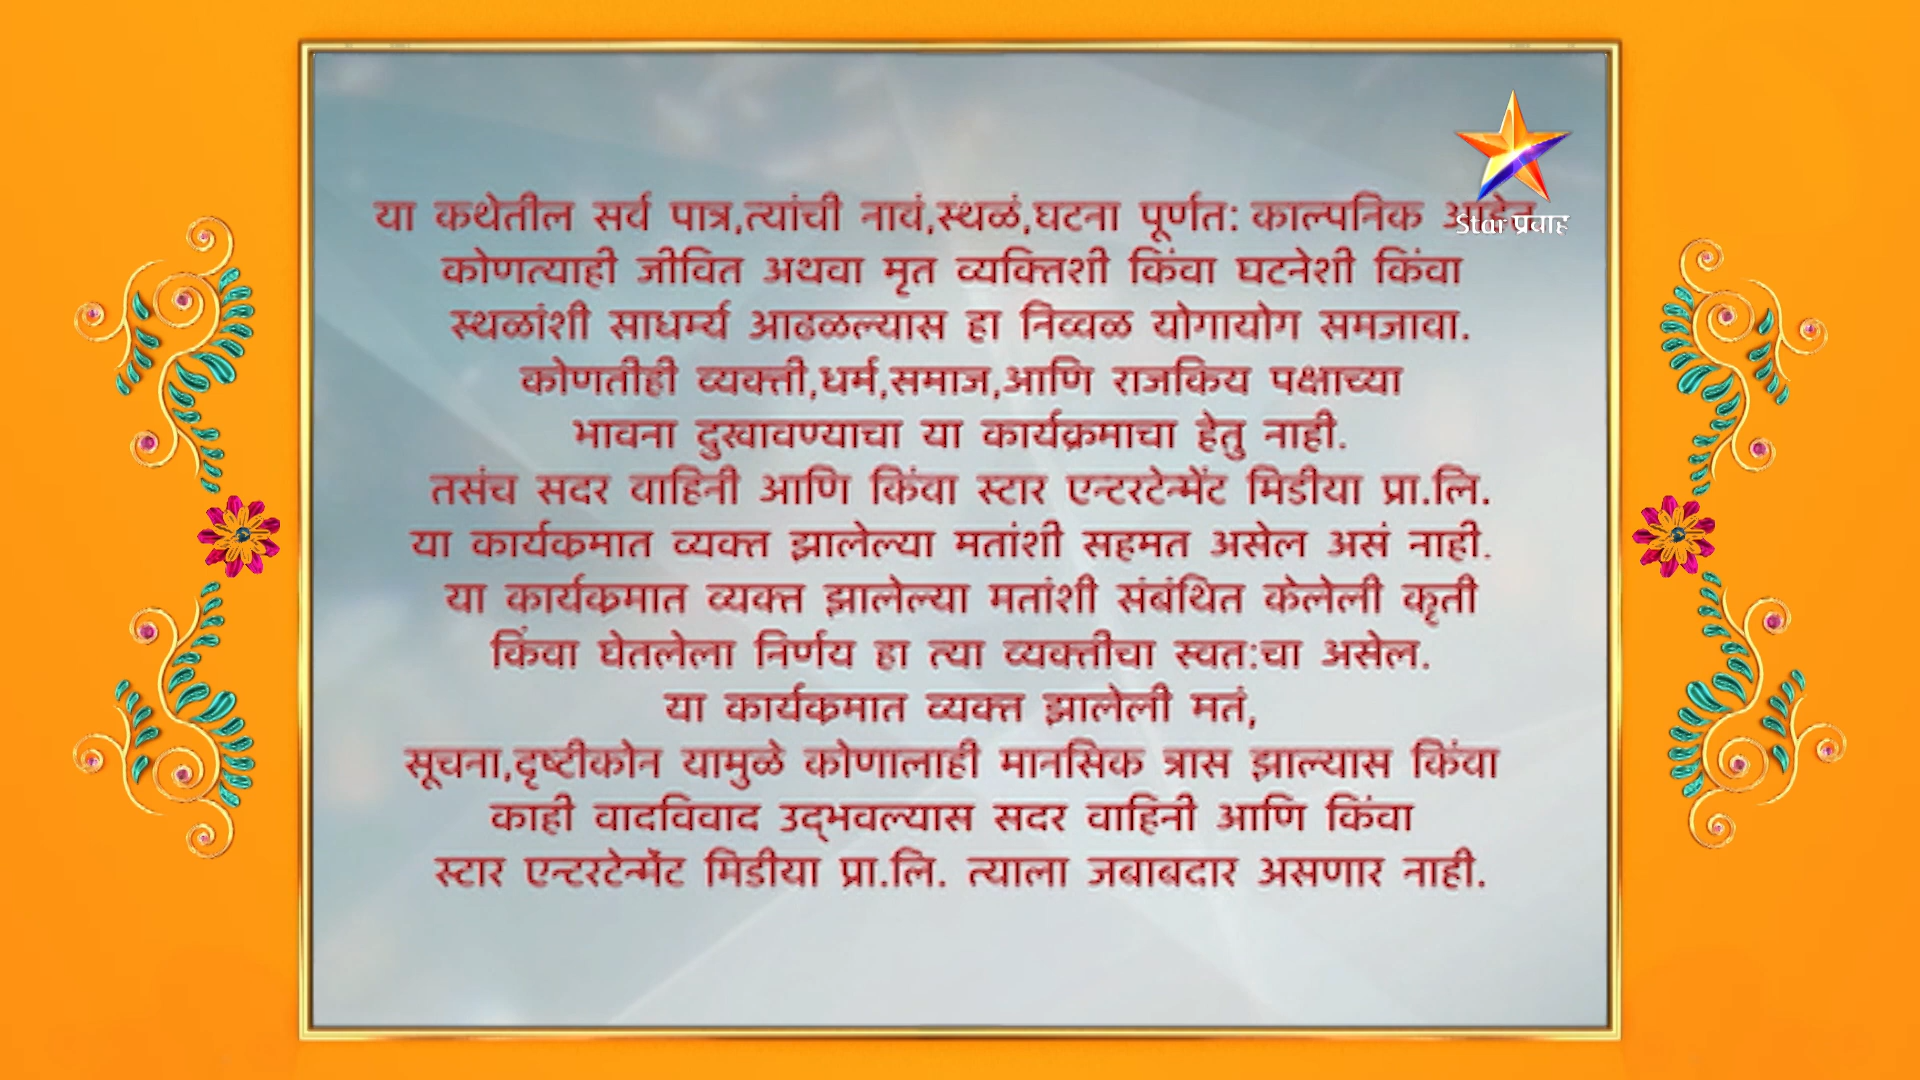 या कथेतील सर्व पात्र,त्यांची नावं,स्थळं,घटना पूर्णत: काल्पनिक
Star प्रवाह
कोणत्याही जीवित अथवा मृत व्यक्तिशी किंवा घटनेशी किंवा
स्थळांशी साधर्म्य आढळल्यास हा निव्वळ योगायोग समजावा.
कोणतीही व्यक्ती,धर्म,समाज,आणि राजकिय पक्षाच्या
भावना दुखावण्याचा या कार्यक्रमाचा हेतु नाही.
तसंच सदर वाहिनी आणि किंवा स्टार एन्टरटेन्मेंट मिडीया प्रा.लि.
या कार्यक्रमात व्यक्त झालेल्या मतांशी सहमत असेल असं नाही.
या कार्यक्रमात व्यक्त झालेल्या मतांशी संबंधित केलेली कृती
किंवा घेतलेला निर्णय हा त्या व्यक्तीचा स्वत:चा असेल.
या कार्यक्रमात व्यक्त झालेली मतं,
सूचना,दृष्टीकोन यामुळे कोणालाही मानसिक त्रास झाल्यास किंवा
काही वादविवाद उद्‌भवल्यास सदर वाहिनी आणि किंवा
स्टार एन्टरटेन्मेंट मिडीया प्रा.लि. त्याला जबाबदार असणार नाही.